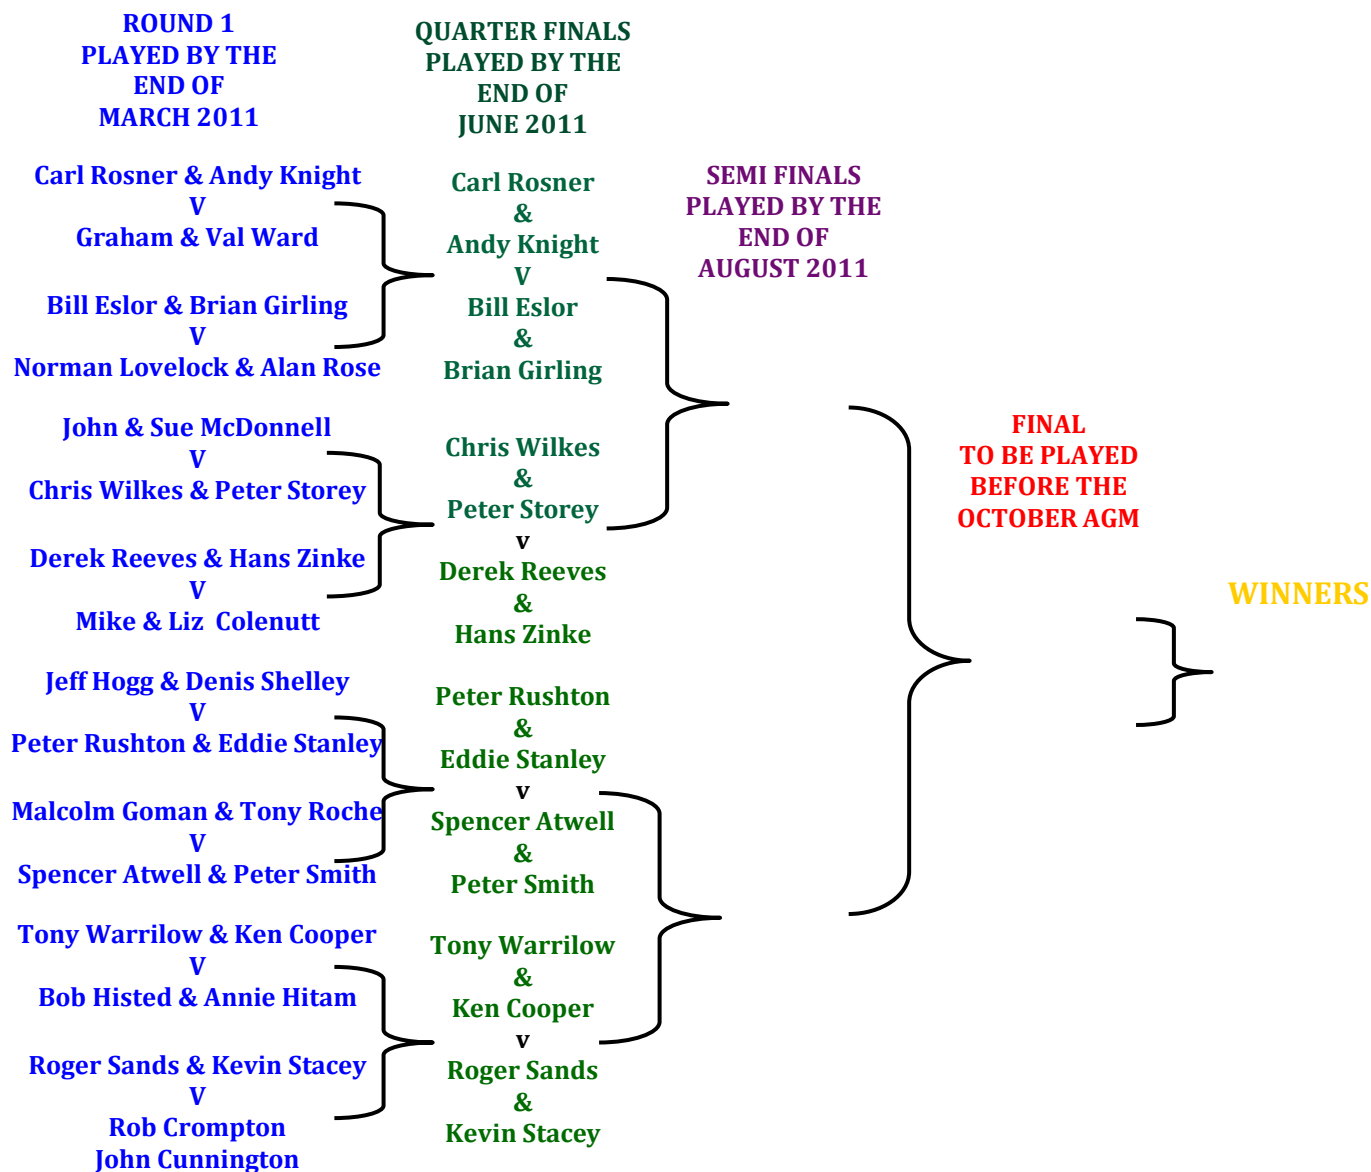 ROUND 1
PLAYED BY THE
END OF
MARCH 2011
Carl Rosner & Andy Knight
V
Graham & Val Ward
Bill Eslor & Brian Girling
V
Norman Lovelock & Alan Rose
John & Sue McDonnell
V
Chris Wilkes & Peter Storey
Derek Reeves & Hans Zinke
V
Mike & Liz Colenutt
Jeff Hogg & Denis Shelley
V
Peter Rushton & Eddie Stanley
Malcolm Goman & Tony Roche
V
Spencer Atwell & Peter Smith
Tony Warrilow & Ken Cooper
V
Bob Histed & Annie Hitam
Roger Sands & Kevin Stacey
V
Rob Crompton
John Cunnington
QUARTER FINALS
PLAYED BY THE
END OF
JUNE 2011
Carl Rosner
&
Andy Knight
V
Bill Eslor
&
Brian Girling
Chris Wilkes
&
Peter Storey
v
Derek Reeves
&
Hans Zinke
Peter Rushton
&
Eddie Stanley
v
Spencer Atwell
&
Peter Smith
Tony Warrilow
&
Ken Cooper
v
Roger Sands
&
Kevin Stacey
SEMI FINALS
PLAYED BY THE
END OF
AUGUST 2011
FINAL
TO BE PLAYED
BEFORE THE
OCTOBER AGM
WINNERS